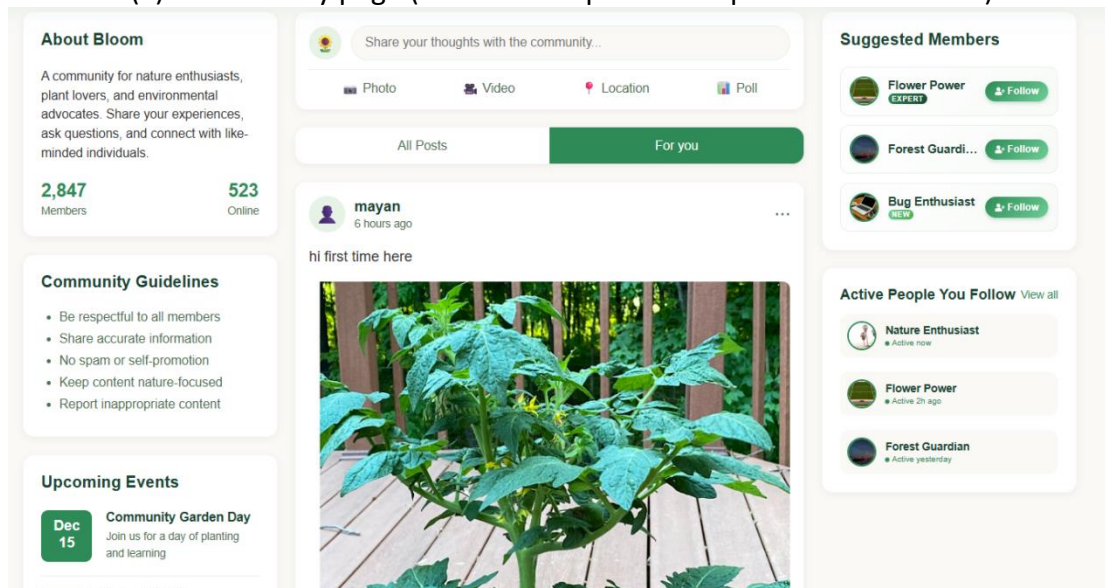 About Bloom
A community for nature enthusiasts,
plant lovers, and environmental
advocates. Share your experiences,
ask questions, and connect with like-
minded individuals.
2,847
Members
523
Online
Community Guidelines
Be respectful to all members
Share accurate information
No spam or self-promotion
Keep content nature-focused
Report inappropriate content
Upcoming Events
Dec
15
Community Garden Day
Join us for a day of planting
and learning
Share your thoughts with the community...
Photo
Video
Location
Poll
All Posts
For you
mayan
6 hours ago
hi first time here
Suggested Members
Flower Power
EXPERT
Follow
Forest Guardi...
Follow
Bug Enthusiast
NEW
Follow
Active People You Follow
View all
Nature Enthusiast
Active now
Flower Power
Active 2h ago
Forest Guardian
Active yesterday